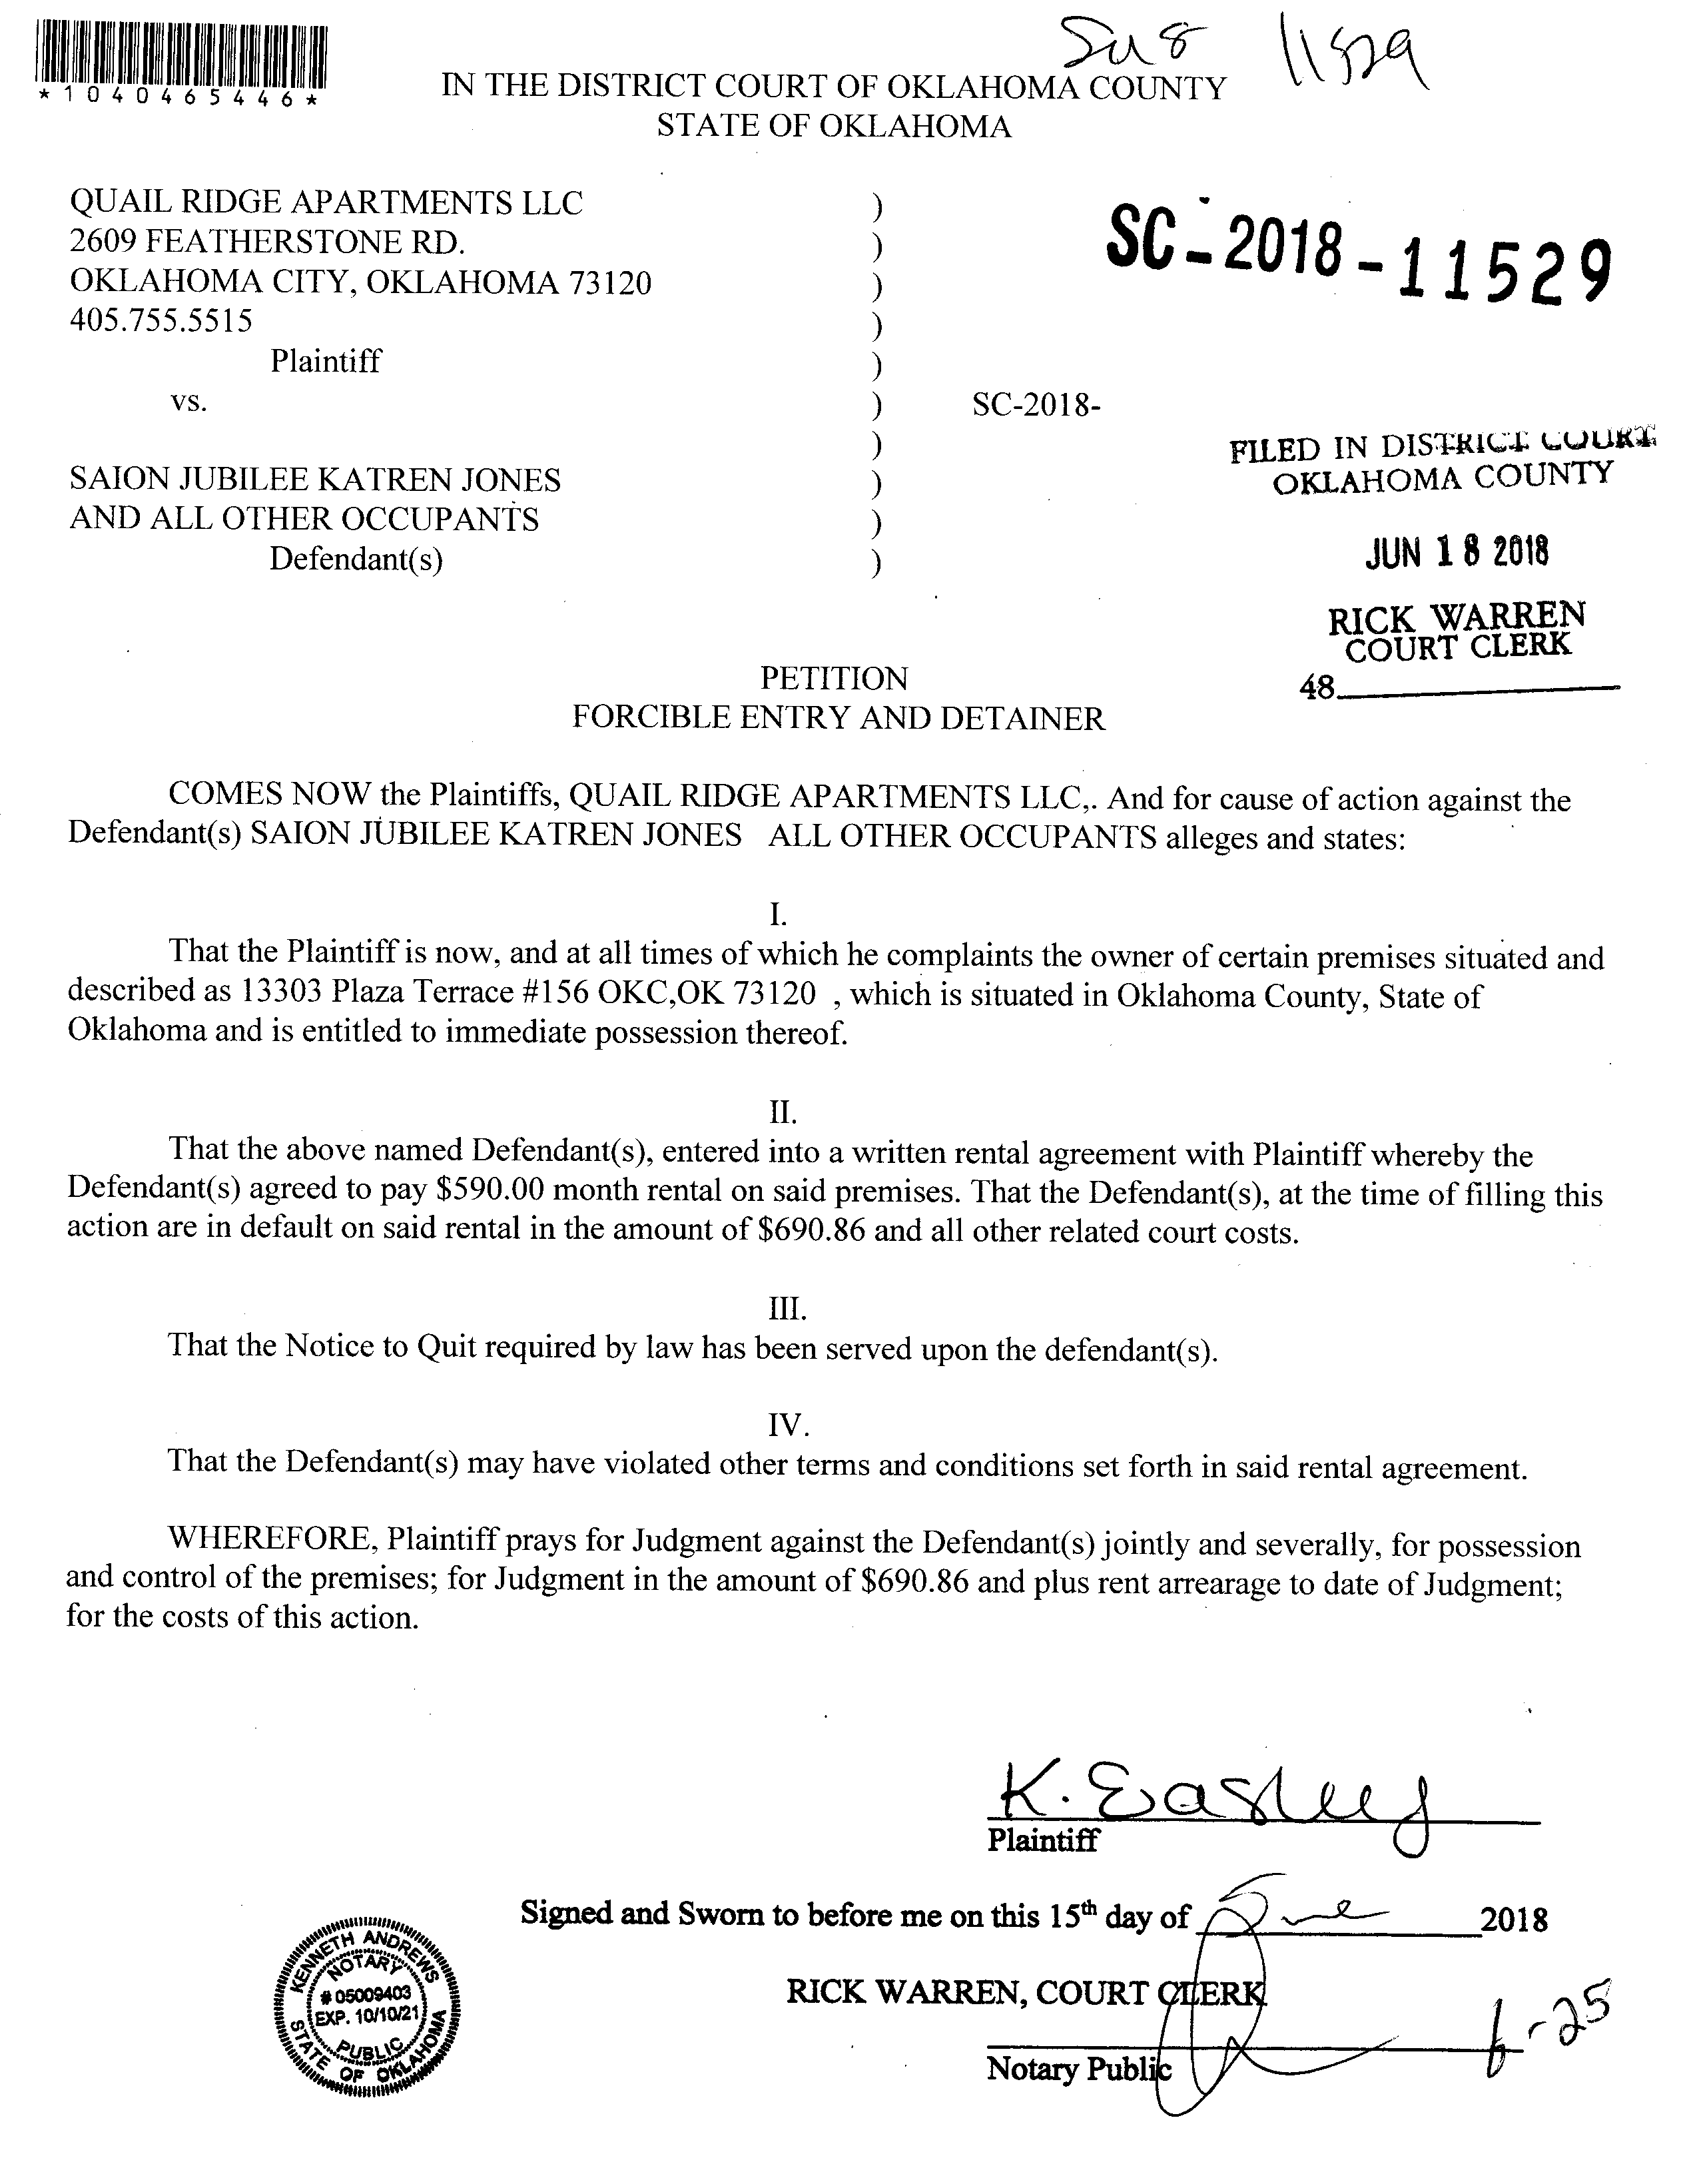 *1040465446*
Su 8 11529
IN THE DISTRICT COURT OF OKLAHOMA COUNTY
STATE OF OKLAHOMA
QUAIL RIDGE APARTMENTS LLC )
2609 FEATHERSTONE RD. )
OKLAHOMA CITY, OKLAHOMA 73120 )
405.755.5515 )
Plaintiff )
vs. ) SC-2018-
)
SC-2018-11529
SAION JUBILEE KATREN JONES )
AND ALL OTHER OCCUPANTS )
Defendant(s) )
FILED IN DISTRICT COURT
OKLAHOMA COUNTY
JUN 18 2018
RICK WARREN
COURT CLERK
48
PETITION
FORCIBLE ENTRY AND DETAINER
COMES NOW the Plaintiffs, QUAIL RIDGE APARTMENTS LLC,. And for cause of action against the
Defendant(s) SAION JUBILEE KATREN JONES ALL OTHER OCCUPANTS alleges and states:
I.
That the Plaintiff is now, and at all times of which he complaints the owner of certain premises situated and
described as 13303 Plaza Terrace #156 OKC,OK 73120 , which is situated in Oklahoma County, State of
Oklahoma and is entitled to immediate possession thereof.
II.
That the above named Defendant(s), entered into a written rental agreement with Plaintiff whereby the
Defendant(s) agreed to pay $590.00 month rental on said premises. That the Defendant(s), at the time of filling this
action are in default on said rental in the amount of $690.86 and all other related court costs.
III.
That the Notice to Quit required by law has been served upon the defendant(s).
IV.
That the Defendant(s) may have violated other terms and conditions set forth in said rental agreement.
WHEREFORE, Plaintiff prays for Judgment against the Defendant(s) jointly and severally, for possession
and control of the premises; for Judgment in the amount of $690.86 and plus rent arrearage to date of Judgment;
for the costs of this action.
K. Easley
Plaintiff
Signed and Sworn to before me on this 15th day of June 2018
RICK WARREN, COURT CLERK
Notary Public
6-25
KENNETH ANDREWS
NOTARY
# 05009403
EXP. 10/10/21
PUBLIC
STATE OF OKLAHOMA